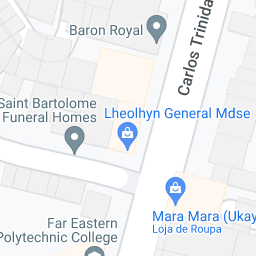 Baron Royal
Carlos Trinida
Saint Bartolome
Funeral Homes
Lheolhyn General Mdse
Mara Mara (Ukay
Loja de Roupa
Far Eastern
Polytechnic College